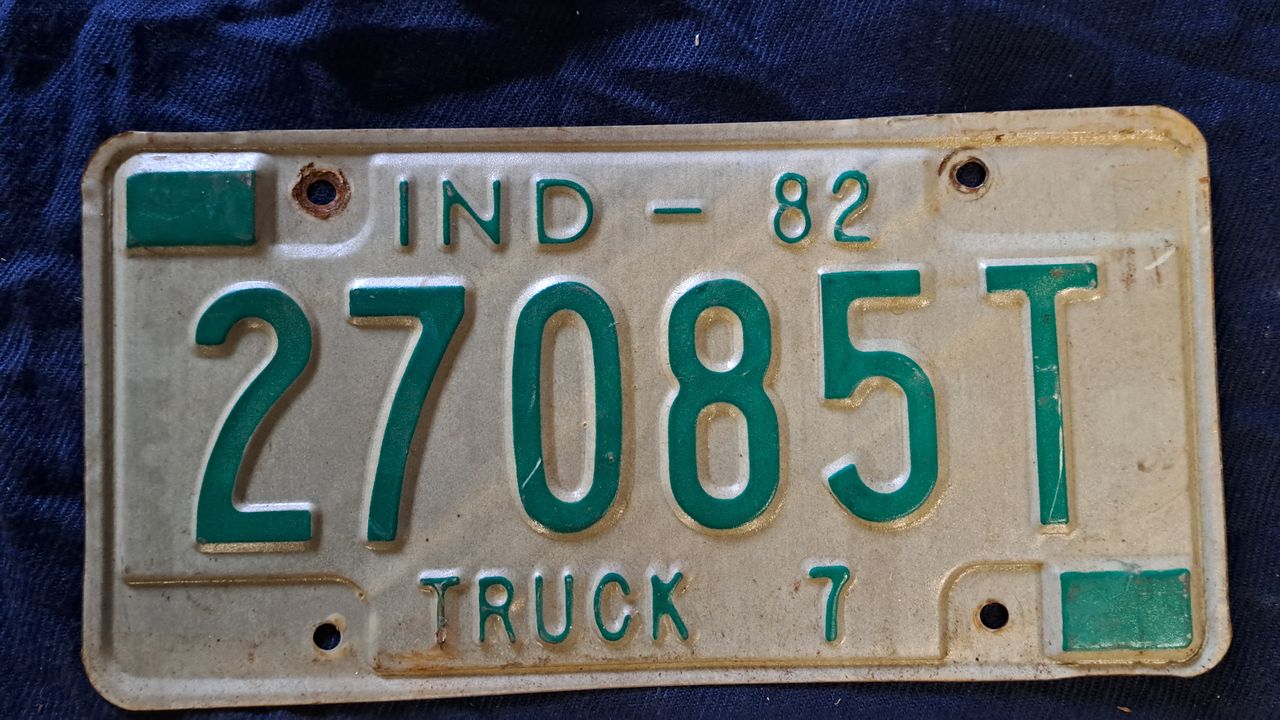 IND - 82
27085T
TRUCK 7